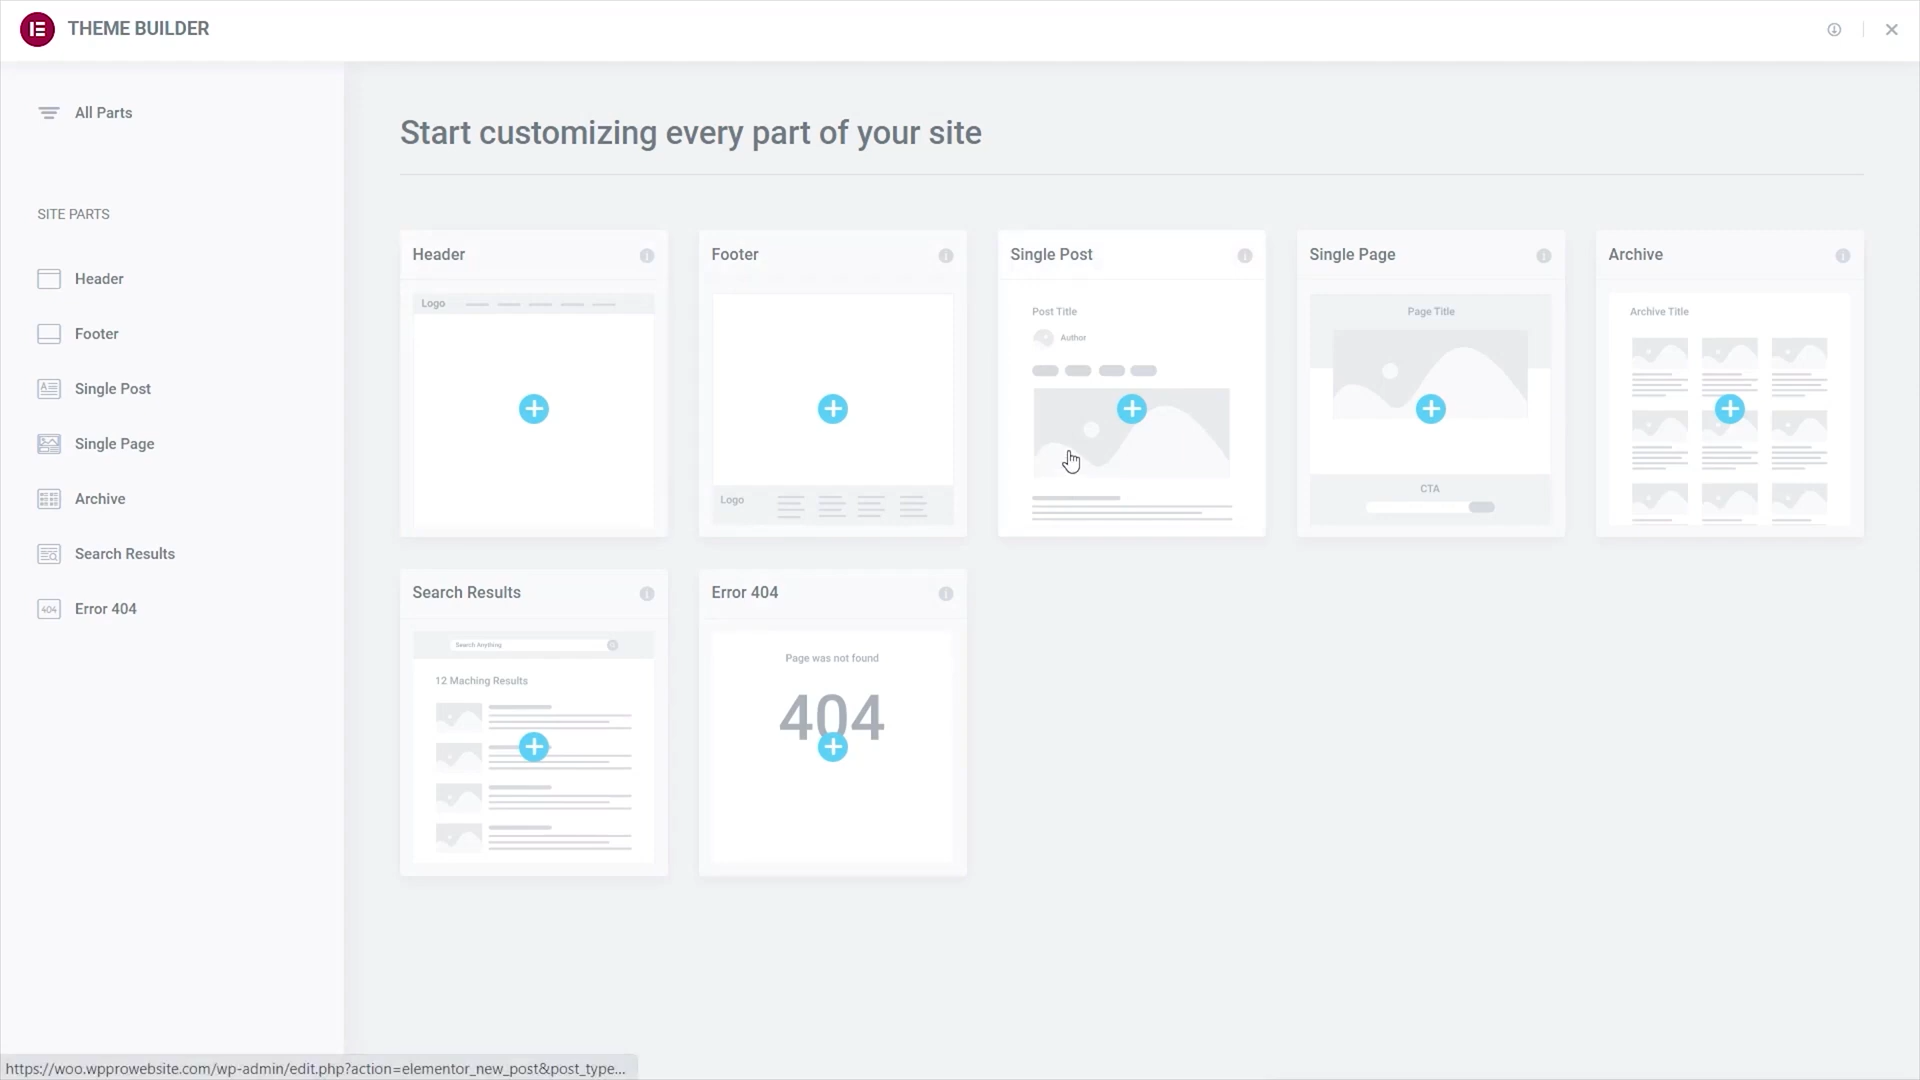 THEME BUILDER
All Parts
SITE PARTS
Header
Footer
Single Post
Single Page
Archive
Search Results
404 Error 404
Start customizing every part of your site
Header
Logo
Footer
Logo
Single Post
Post Title
Author
Single Page
Page Title
CTA
Archive
Archive Title
Search Results
Search Anything
12 Maching Results
Error 404
Page was not found
404
https://woo.wpprowebsite.com/wp-admin/edit.php?action=elementor_new_post&post_type...